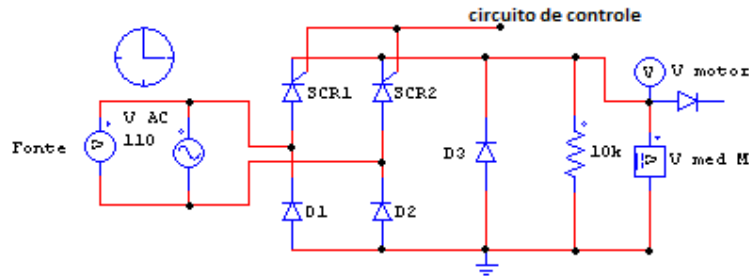 circuito de controle
SCR1
SCR2
V
V motor
V AC
110
Fonte
V
D3
10k
V
V med M
D1
D2